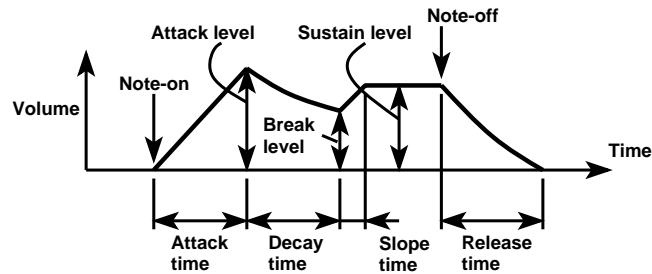 Note-off
Attack level
Sustain level
Note-on
Volume
Break
level
Time
Attack
time
Decay
time
Slope
time
Release
time